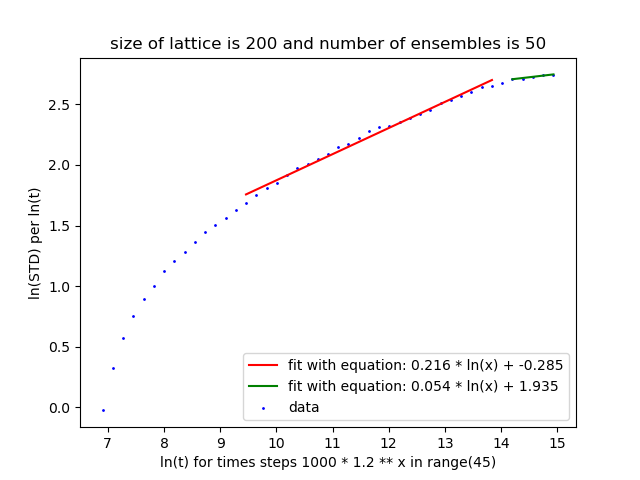 size of lattice is 200 and number of ensembles is 50
ln(STD) per ln(t)
2.5
2.0
1.5
1.0
0.5
0.0
fit with equation: 0.216 * ln(x) + -0.285
fit with equation: 0.054 * ln(x) + 1.935
data
7 8 9 10 11 12 13 14 15
ln(t) for times steps 1000 * 1.2 ** x in range(45)